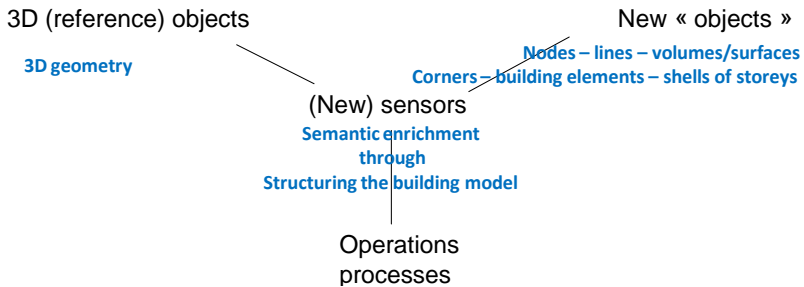 3D (reference) objects
New « objects »
3D geometry
Nodes – lines – volumes/surfaces
Corners – building elements – shells of storeys
(New) sensors
Semantic enrichment
through
Structuring the building model
Operations
processes